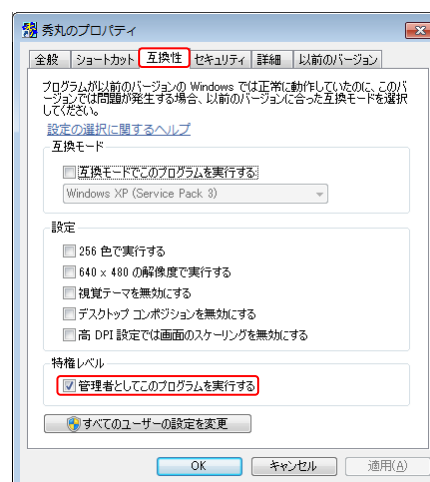 秀丸のプロパティ
全般 ショートカット 互換性 セキュリティ 詳細 以前のバージョン
プログラムが以前のバージョンの Windows では正常に動作していたのに、このバ
ージョンでは問題が発生する場合、以前のバージョンに合った互換モードを選択
してください。
設定の選択に関するヘルプ
互換モード
互換モードでこのプログラムを実行する:
Windows XP (Service Pack 3)
設定
256 色で実行する
640 × 480 の解像度で実行する
視覚テーマを無効にする
デスクトップ コンポジションを無効にする
高 DPI 設定では画面のスケーリングを無効にする
特権レベル
管理者としてこのプログラムを実行する
すべてのユーザーの設定を変更
OK キャンセル 適用(A)